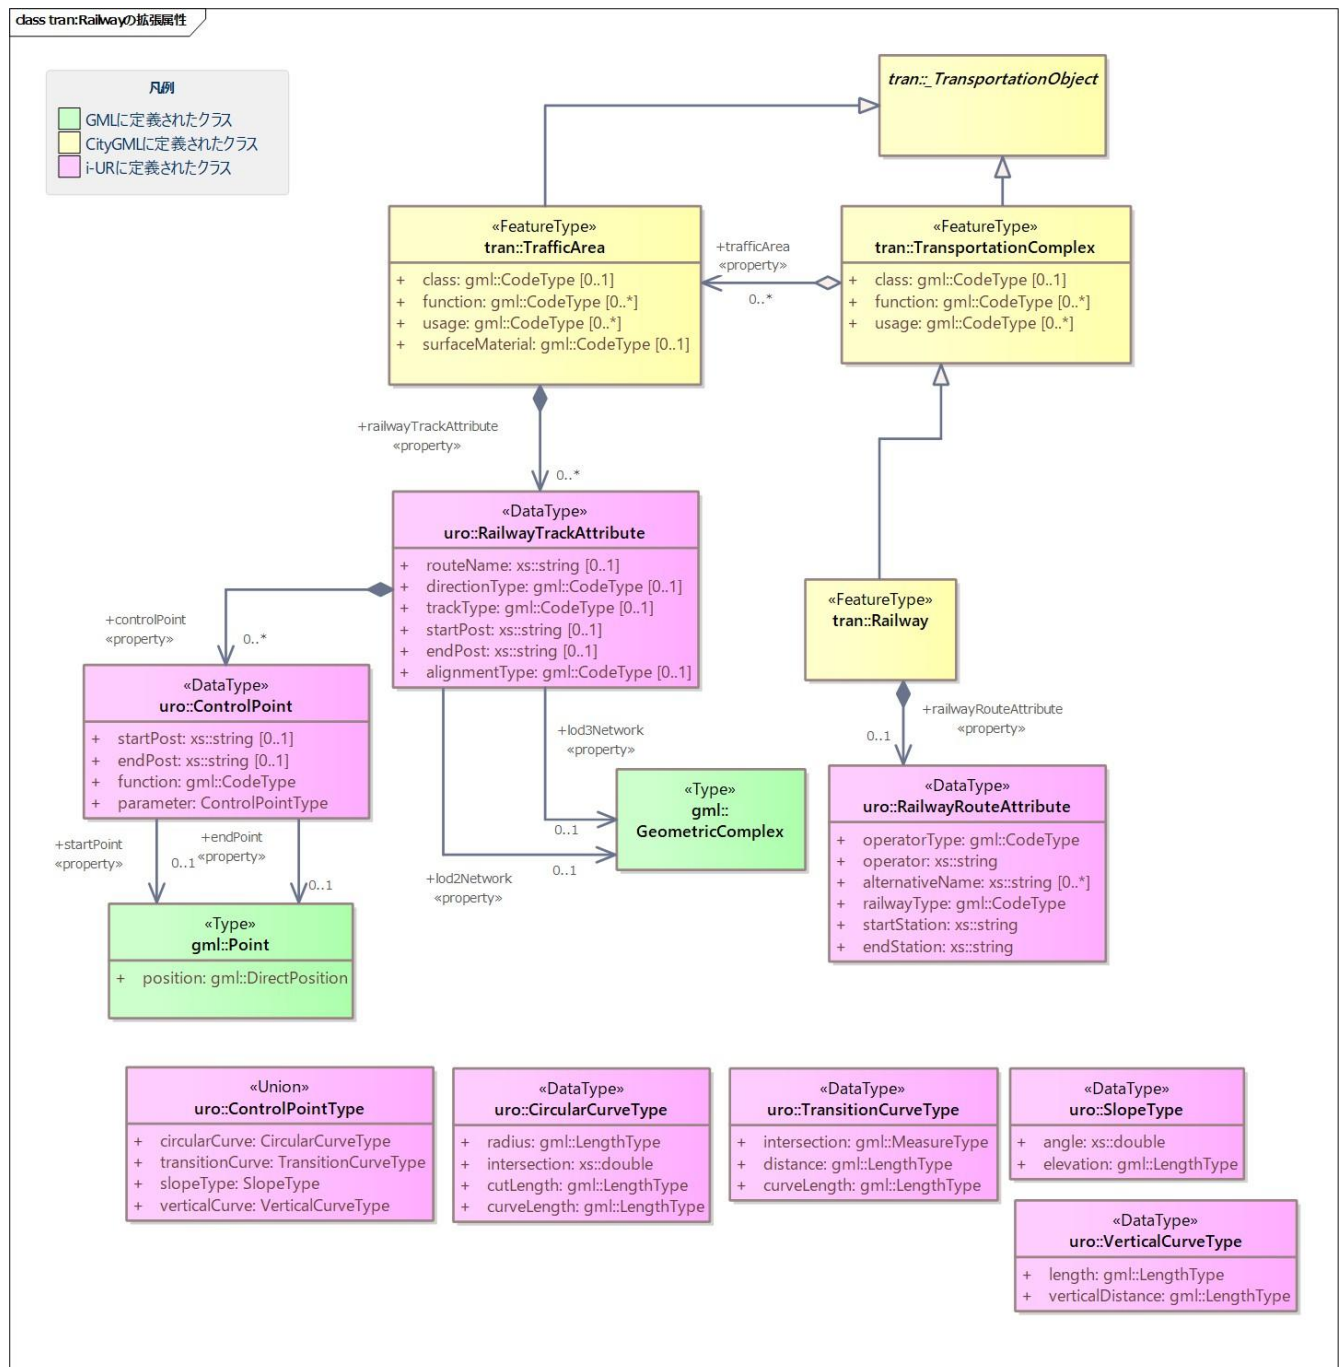 class tran:Railwayの拡張属性
凡例
GMLに定義されたクラス
CityGMLに定義されたクラス
i-URに定義されたクラス
tran::_TransportationObject
«FeatureType»
tran::TrafficArea
+ class: gml::CodeType [0..1]
+ function: gml::CodeType [0..*]
+ usage: gml::CodeType [0..*]
+ surfaceMaterial: gml::CodeType [0..1]
+trafficArea
«property»
0..*
«FeatureType»
tran::TransportationComplex
+ class: gml::CodeType [0..1]
+ function: gml::CodeType [0..*]
+ usage: gml::CodeType [0..*]
+railwayTrackAttribute
«property»
0..*
«DataType»
uro::RailwayTrackAttribute
+ routeName: xs::string [0..1]
+ directionType: gml::CodeType [0..1]
+ trackType: gml::CodeType [0..1]
+ startPost: xs::string [0..1]
+ endPost: xs::string [0..1]
+ alignmentType: gml::CodeType [0..1]
«FeatureType»
tran::Railway
+controlPoint
«property»
0..*
«DataType»
uro::ControlPoint
+ startPost: xs::string [0..1]
+ endPost: xs::string [0..1]
+ function: gml::CodeType
+ parameter: ControlPointType
+lod3Network
«property»
0..1
+lod2Network
«property»
0..1
«Type»
gml::
GeometricComplex
+railwayRouteAttribute
«property»
0..1
«DataType»
uro::RailwayRouteAttribute
+ operatorType: gml::CodeType
+ operator: xs::string
+ alternativeName: xs::string [0..*]
+ railwayType: gml::CodeType
+ startStation: xs::string
+ endStation: xs::string
+startPoint
«property»
0..1
+endPoint
«property»
0..1
«Type»
gml::Point
+ position: gml::DirectPosition
«Union»
uro::ControlPointType
+ circularCurve: CircularCurveType
+ transitionCurve: TransitionCurveType
+ slopeType: SlopeType
+ verticalCurve: VerticalCurveType
«DataType»
uro::CircularCurveType
+ radius: gml::LengthType
+ intersection: xs::double
+ cutLength: gml::LengthType
+ curveLength: gml::LengthType
«DataType»
uro::TransitionCurveType
+ intersection: gml::MeasureType
+ distance: gml::LengthType
+ curveLength: gml::LengthType
«DataType»
uro::SlopeType
+ angle: xs::double
+ elevation: gml::LengthType
«DataType»
uro::VerticalCurveType
+ length: gml::LengthType
+ verticalDistance: gml::LengthType